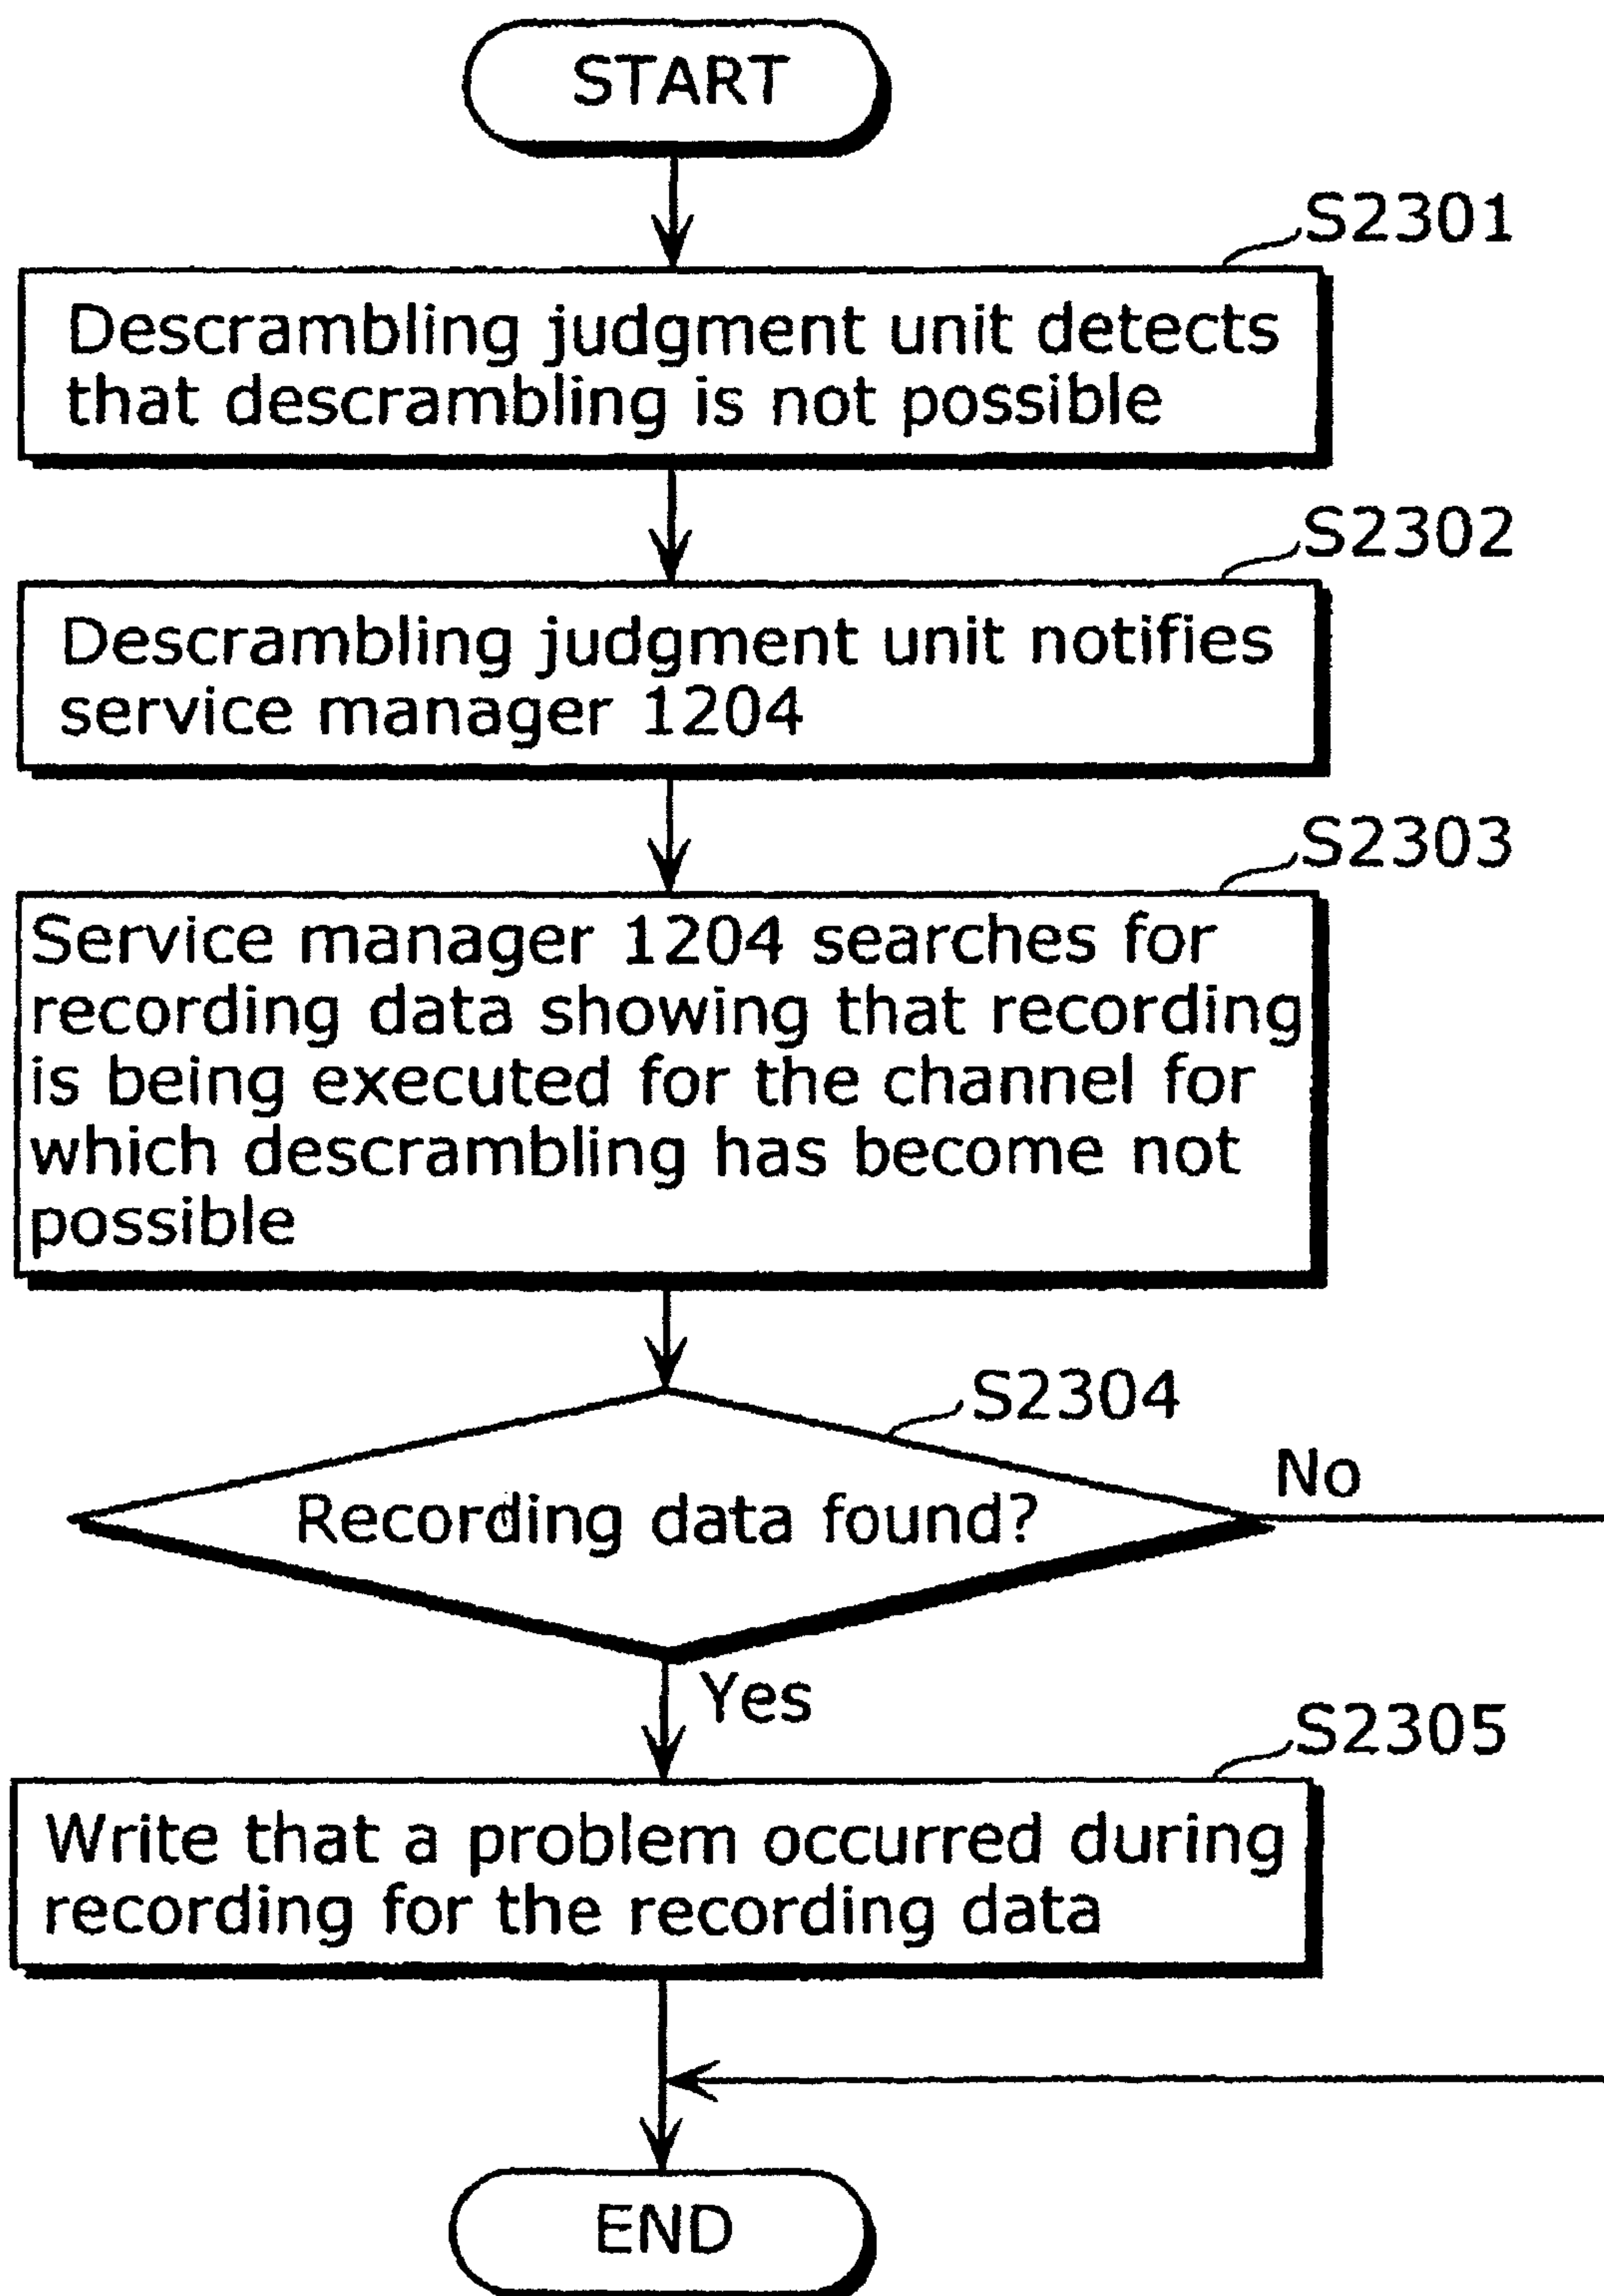 START
S2301
Descrambling judgment unit detects
that descrambling is not possible
S2302
Descrambling judgment unit notifies
service manager 1204
S2303
Service manager 1204 searches for
recording data showing that recording
is being executed for the channel for
which descrambling has become not
possible
S2304
Recording data found?
No
Yes
S2305
Write that a problem occurred during
recording for the recording data
END